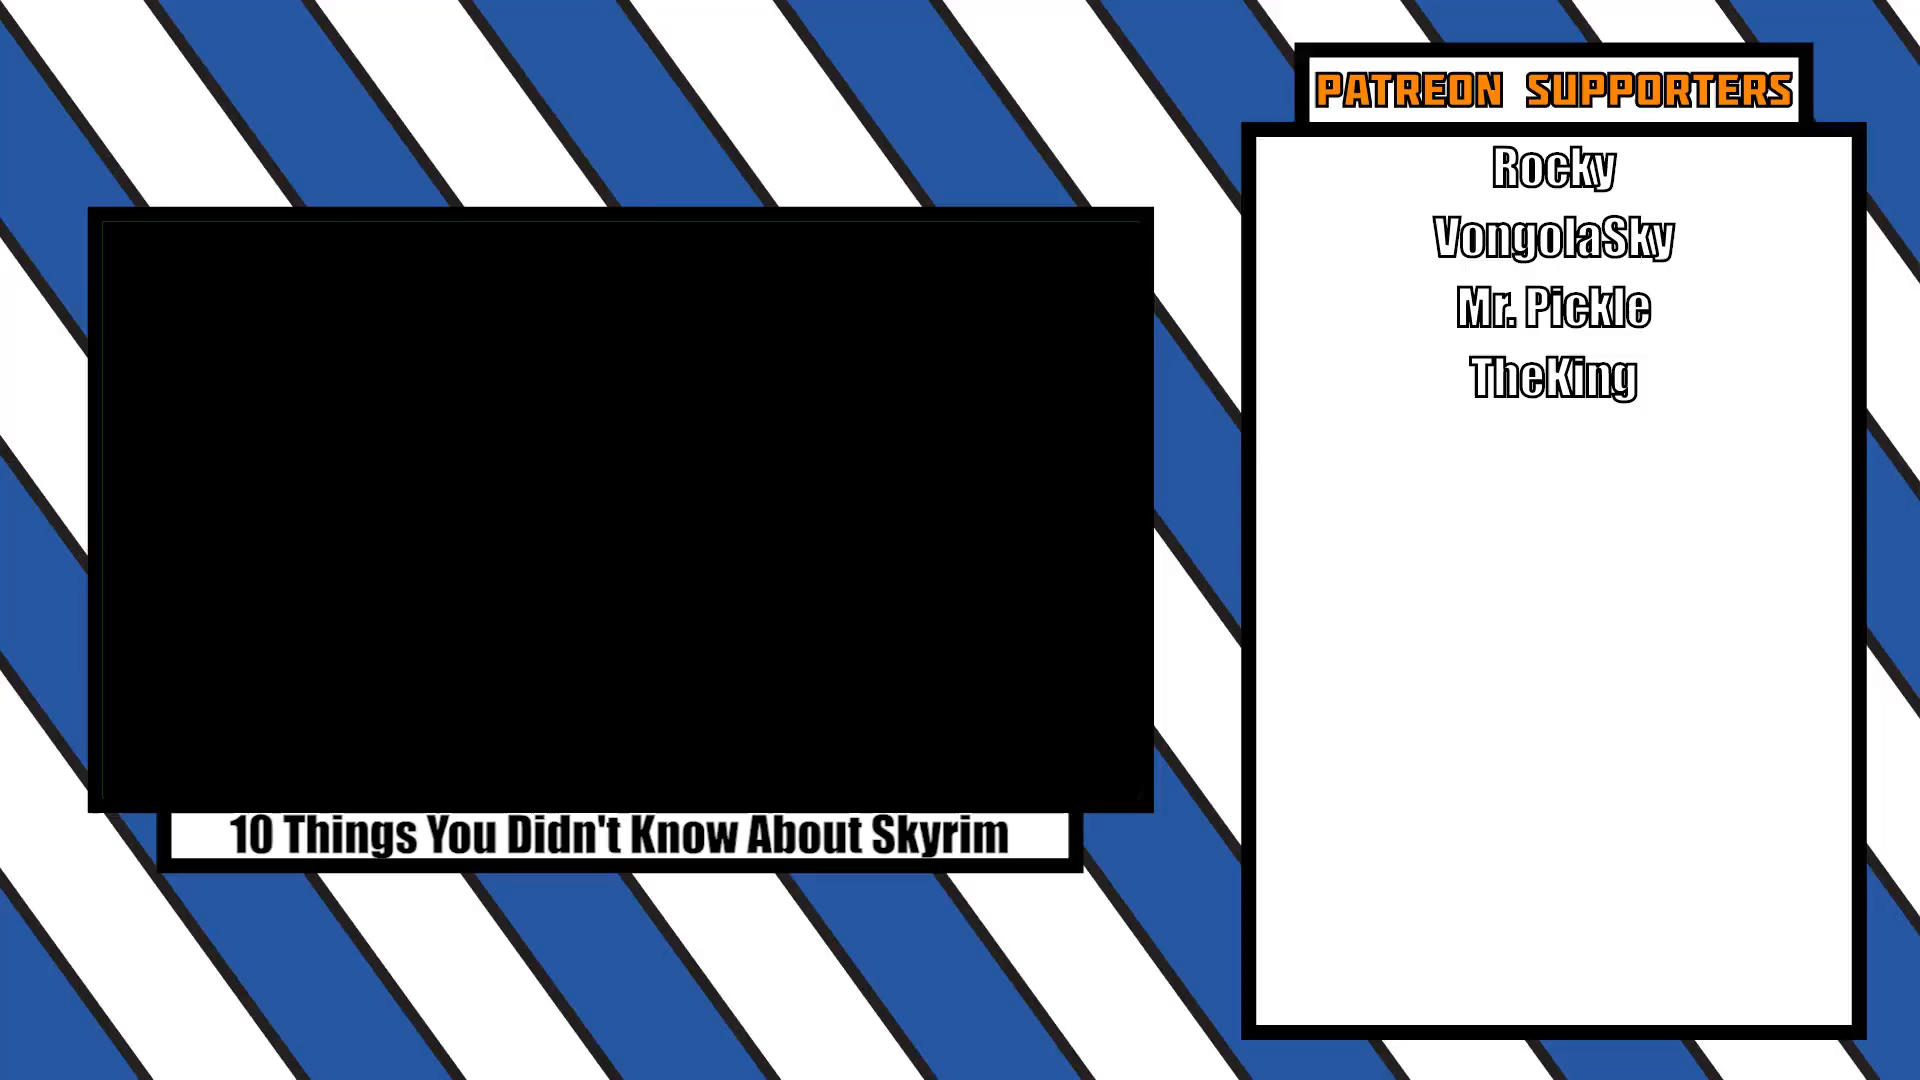 PATREON SUPPORTERS
Rocky
VongolaSky
Mr. Pickle
TheKing
10 Things You Didn't Know About Skyrim